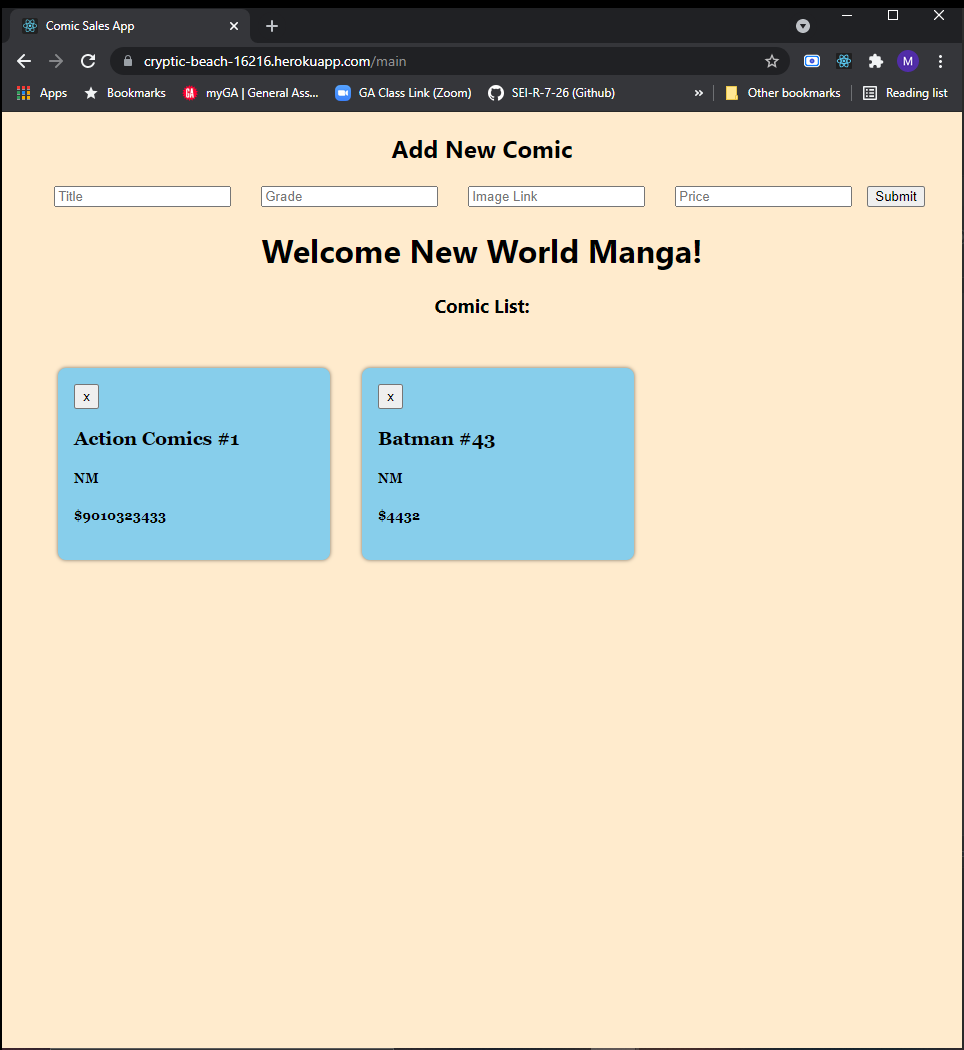 Comic Sales App
cryptic-beach-16216.herokuapp.com/main
M
Apps Bookmarks GA myGA | General Ass... GA Class Link (Zoom) SEI-R-7-26 (Github) » Other bookmarks Reading list
Add New Comic
Title Grade Image Link Price Submit
Welcome New World Manga!
Comic List:
x
Action Comics #1
NM
$9010323433
x
Batman #43
NM
$4432